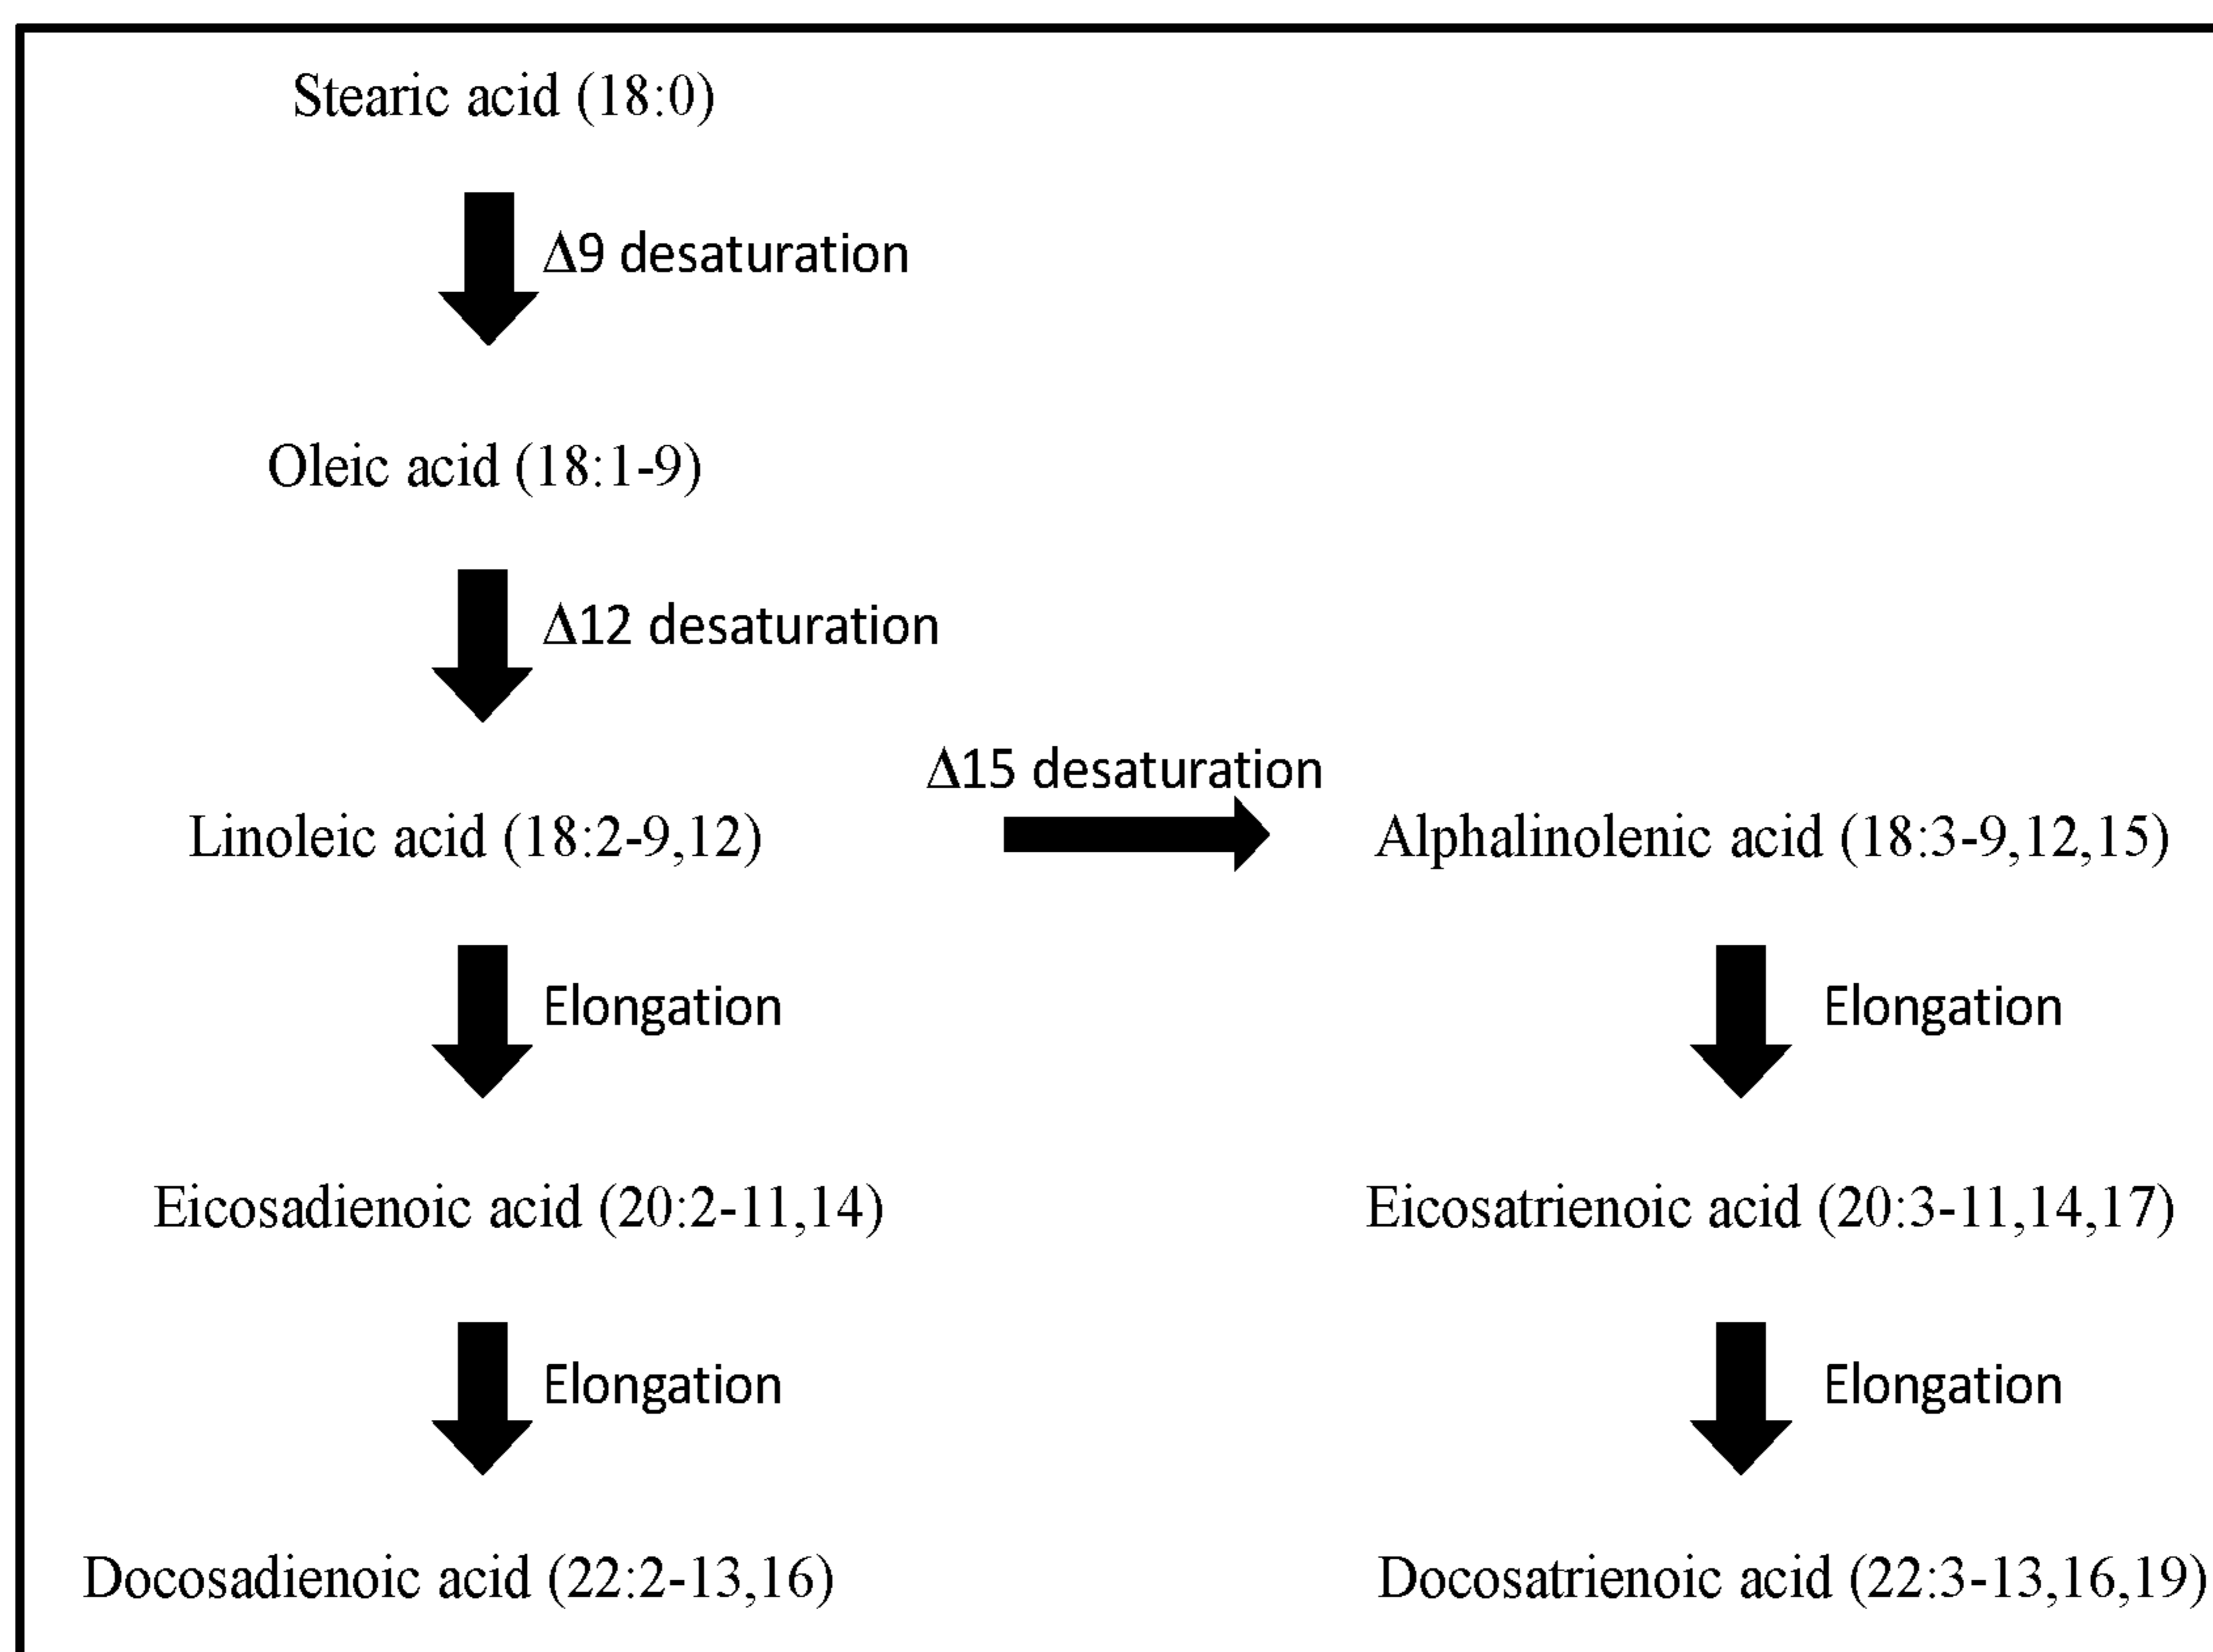 Stearic acid (18:0)
Δ9 desaturation
Oleic acid (18:1-9)
Δ12 desaturation
Δ15 desaturation
Linoleic acid (18:2-9,12)
Alphalinolenic acid (18:3-9,12,15)
Elongation
Elongation
Eicosadienoic acid (20:2-11,14)
Eicosatrienoic acid (20:3-11,14,17)
Elongation
Elongation
Docosadienoic acid (22:2-13,16)
Docosatrienoic acid (22:3-13,16,19)